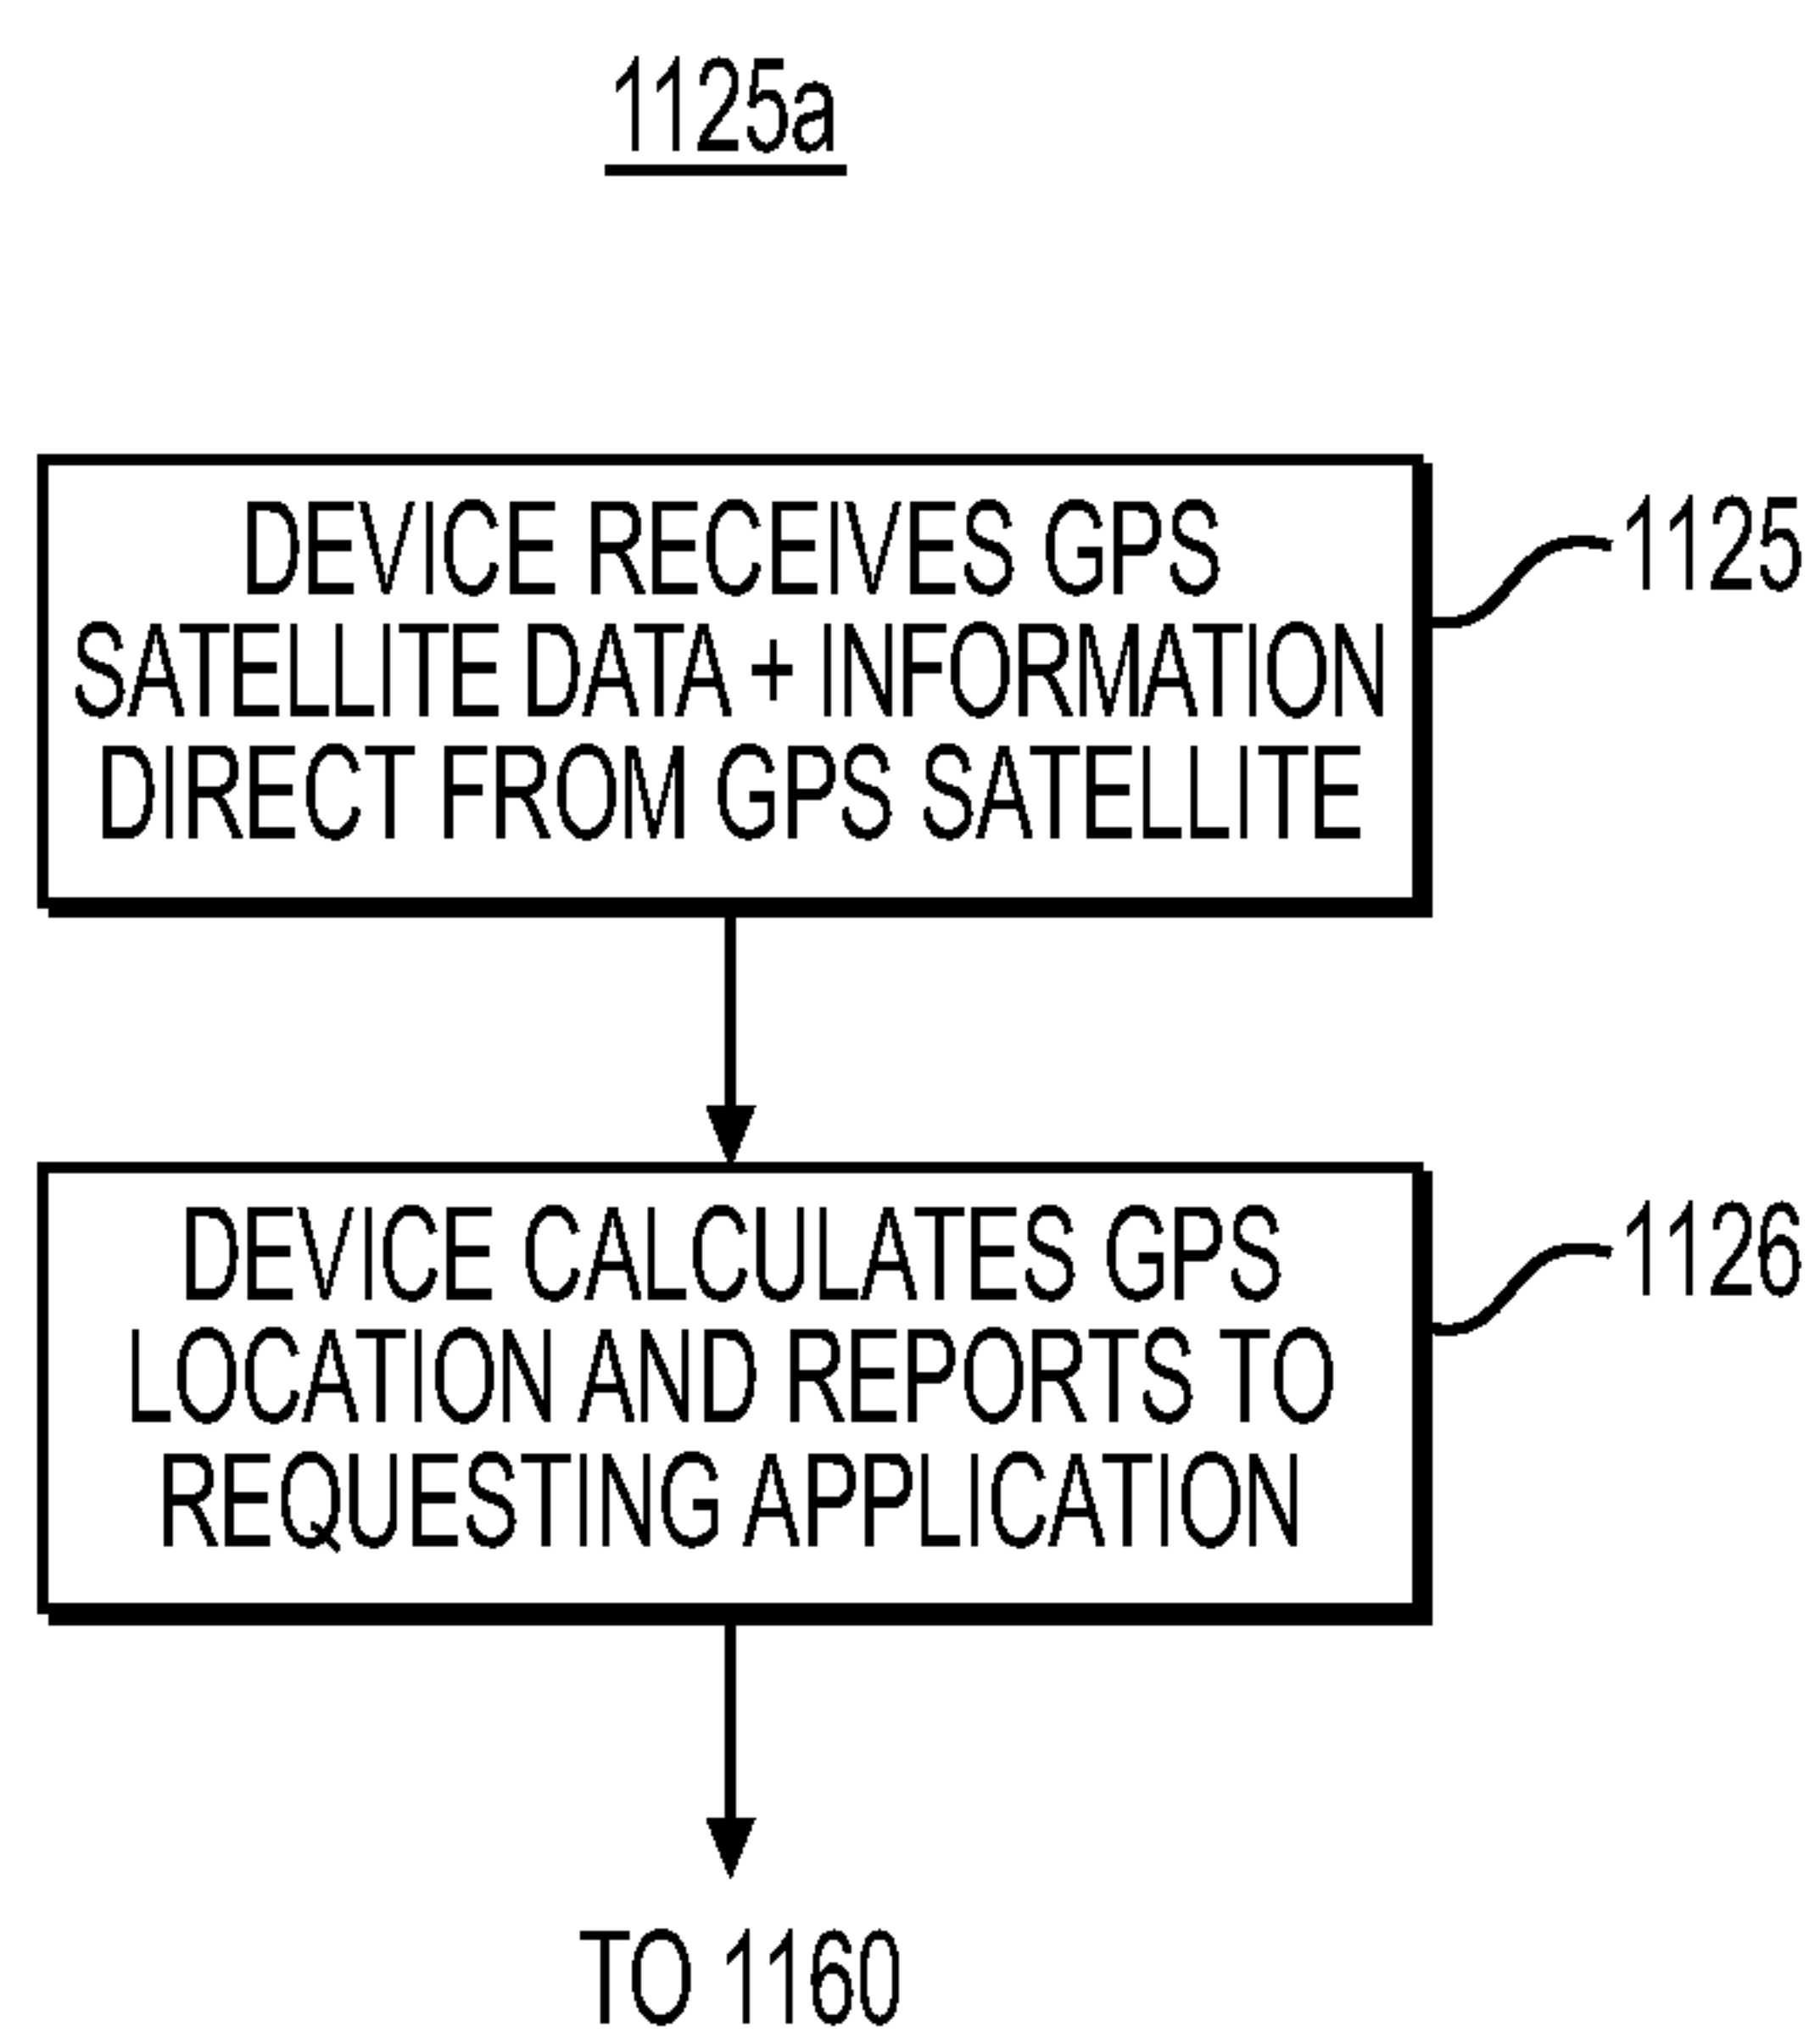 1125a
DEVICE RECEIVES GPS
SATELLITE DATA + INFORMATION
DIRECT FROM GPS SATELLITE
1125
DEVICE CALCULATES GPS
LOCATION AND REPORTS TO
REQUESTING APPLICATION
1126
TO 1160